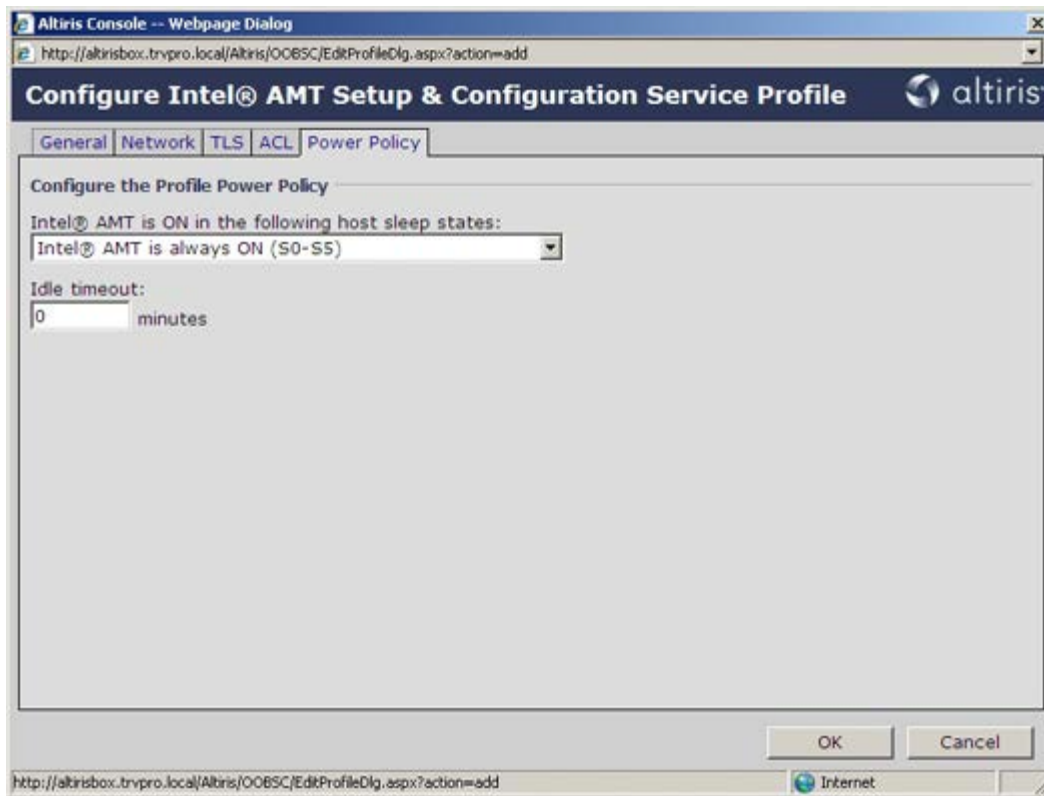 Altiris Console -- Webpage Dialog
http://altirisbox.trvpro.local/Altiris/OOBSC/EditProfileDlg.aspx?action=add
Configure Intel® AMT Setup & Configuration Service Profile
altiris
General Network TLS ACL Power Policy
Configure the Profile Power Policy
Intel® AMT is ON in the following host sleep states:
Intel® AMT is always ON (S0-S5)
Idle timeout:
0 minutes
OK Cancel
http://altirisbox.trvpro.local/Altiris/OOBSC/EditProfileDlg.aspx?action=add Internet